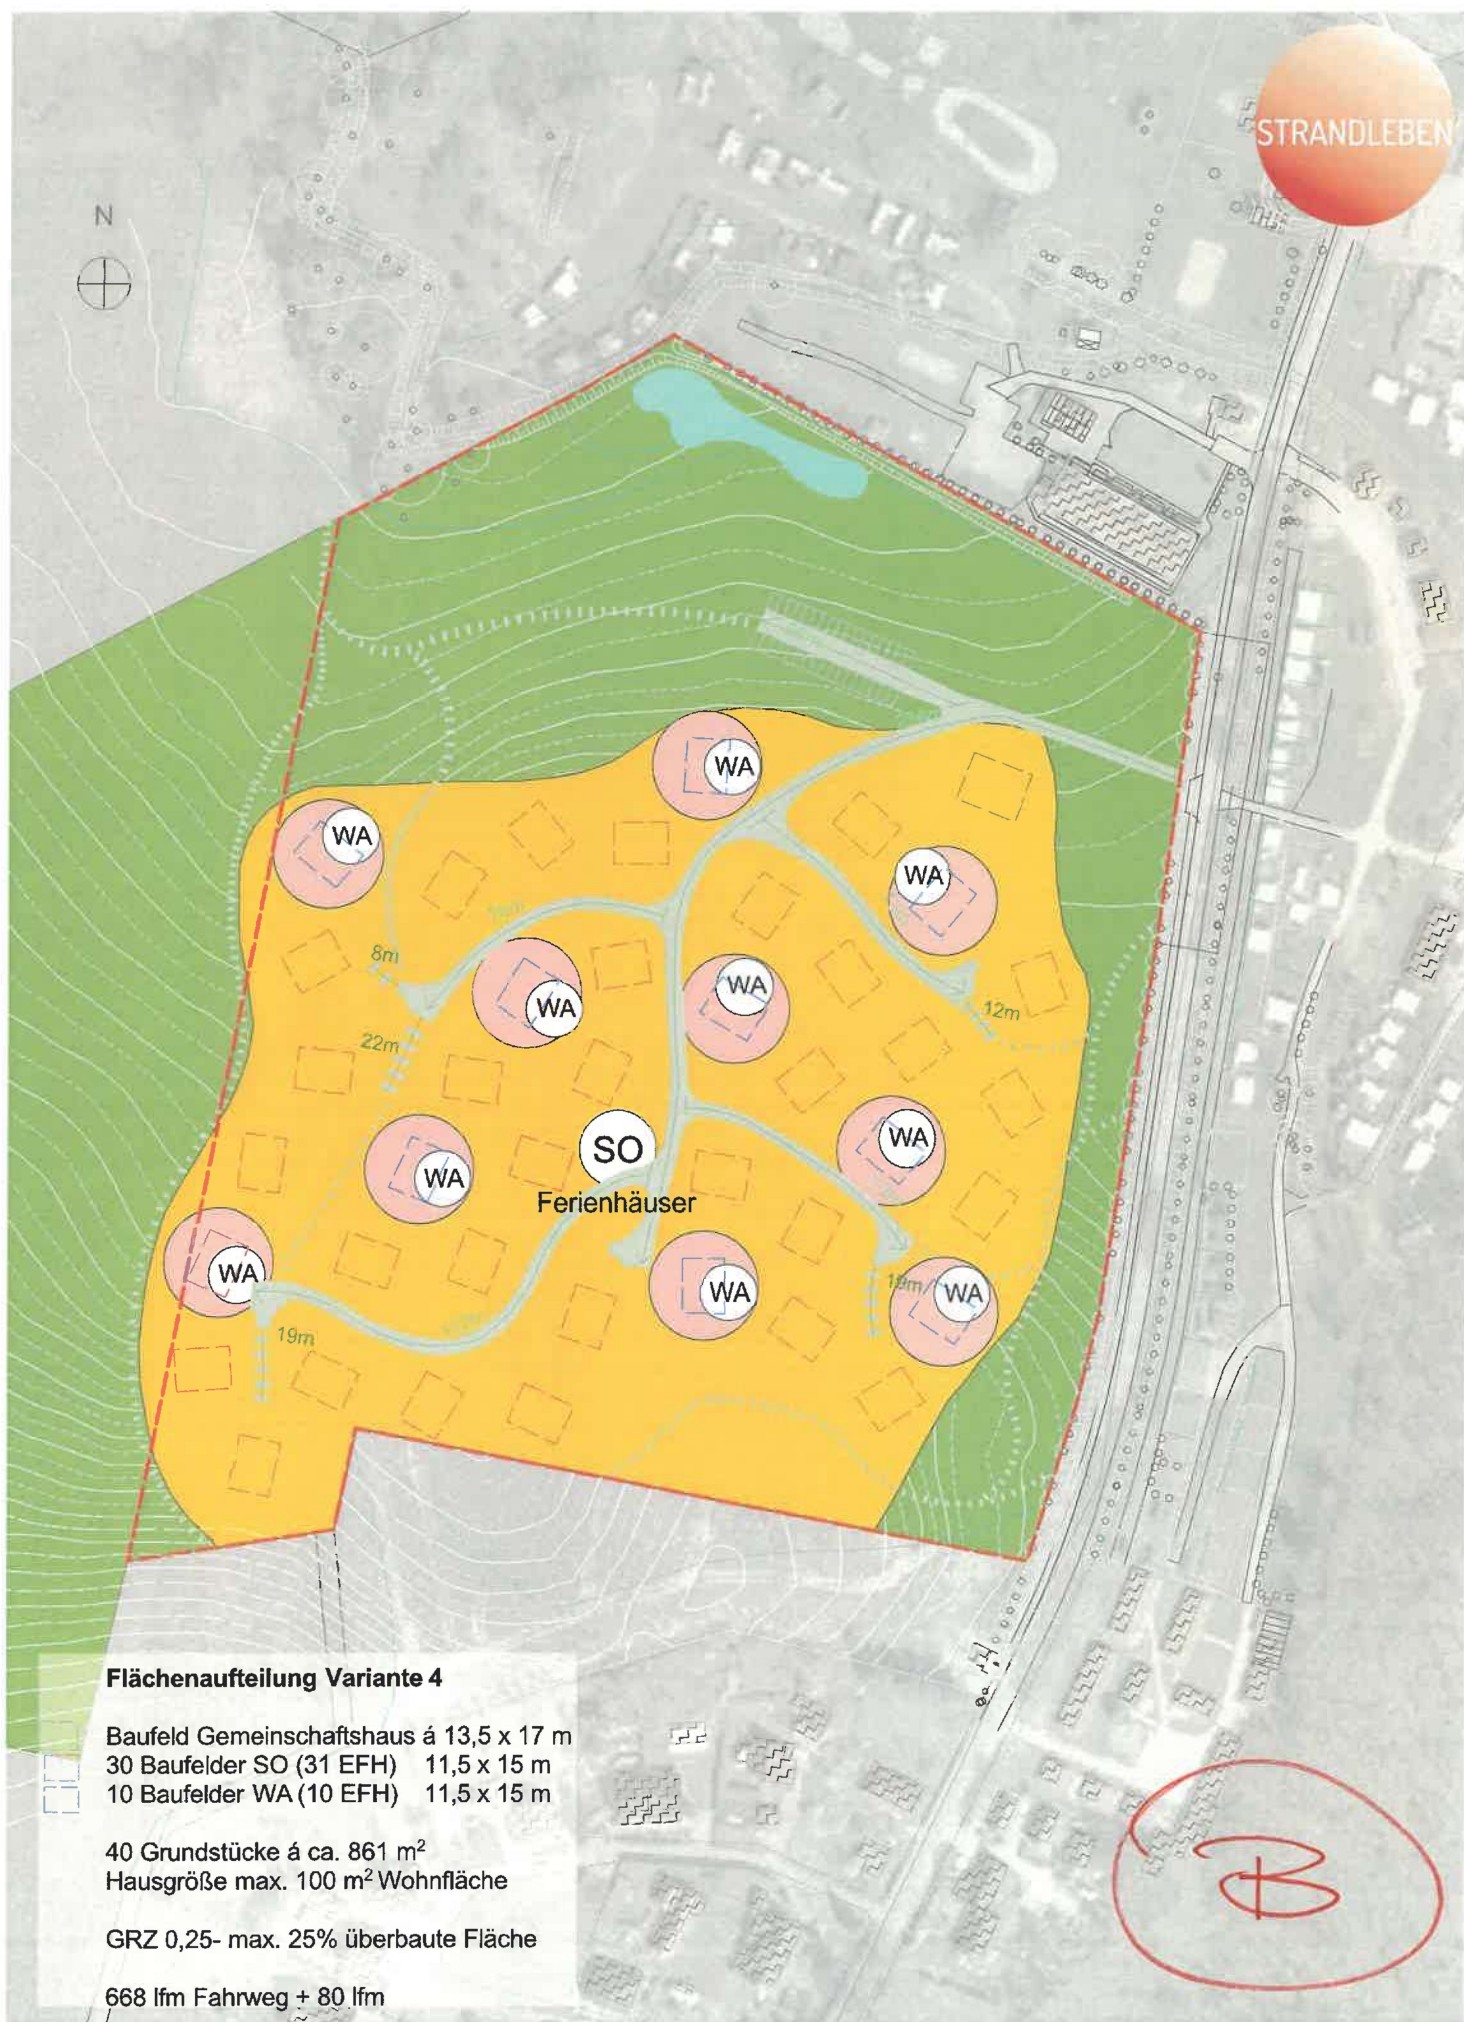 STRANDLEBEN
N
WA
WA
WA
8m
WA
WA
12m
22m
WA
SO
WA
Ferienhäuser
WA
WA
19m
WA
WA
19m
Flächenaufteilung Variante 4
Baufeld Gemeinschaftshaus á 13,5 x 17 m
30 Baufelder SO (31 EFH) 11,5 x 15 m
10 Baufelder WA (10 EFH) 11,5 x 15 m
40 Grundstücke á ca. 861 m²
Hausgröße max. 100 m² Wohnfläche
GRZ 0,25- max. 25% überbaute Fläche
668 lfm Fahrweg + 80 lfm
B